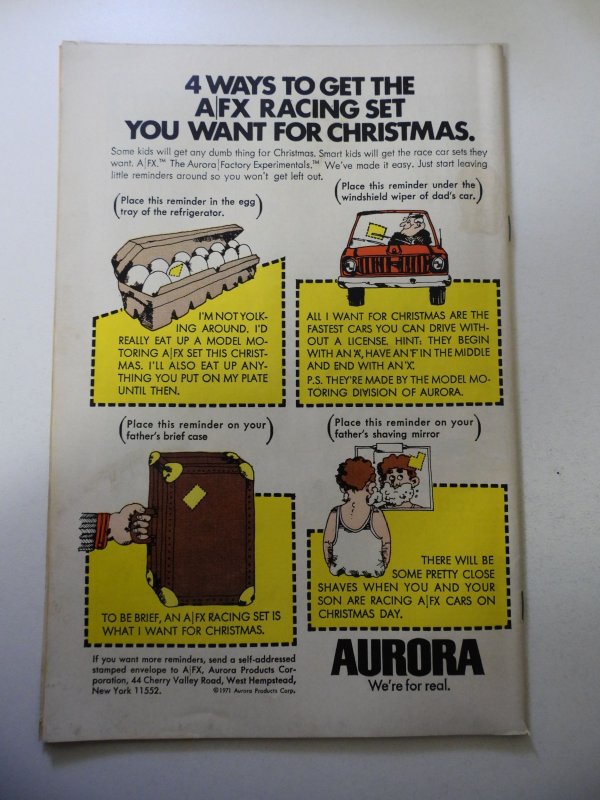 4 WAYS TO GET THE
A|FX RACING SET
YOU WANT FOR CHRISTMAS.
Some kids will get any dumb thing for Christmas. Smart kids will get the race car sets they
want. A|FX.™ The Aurora|Factory Experimentals.™ We've made it easy. Just start leaving
little reminders around so you won't get left out.
(Place this reminder in the egg
tray of the refrigerator.)
I'M NOT YOLK-
ING AROUND. I'D
REALLY EAT UP A MODEL MO-
TORING A|FX SET THIS CHRIST-
MAS. I'LL ALSO EAT UP ANY-
THING YOU PUT ON MY PLATE
UNTIL THEN.
(Place this reminder under the
windshield wiper of dad's car.)
ALL I WANT FOR CHRISTMAS ARE THE
FASTEST CARS YOU CAN DRIVE WITH-
OUT A LICENSE. HINT: THEY BEGIN
WITH AN 'A', HAVE AN 'F' IN THE MIDDLE
AND END WITH AN 'X'.
P.S. THEY'RE MADE BY THE MODEL MO-
TORING DIVISION OF AURORA.
(Place this reminder on your
father's brief case)
TO BE BRIEF, AN A|FX RACING SET IS
WHAT I WANT FOR CHRISTMAS.
(Place this reminder on your
father's shaving mirror)
THERE WILL BE
SOME PRETTY CLOSE
SHAVES WHEN YOU AND YOUR
SON ARE RACING A|FX CARS ON
CHRISTMAS DAY.
If you want more reminders, send a self-addressed
stamped envelope to A|FX, Aurora Products Cor-
poration, 44 Cherry Valley Road, West Hempstead,
New York 11552.
©1971 Aurora Products Corp.
AURORA
We're for real.